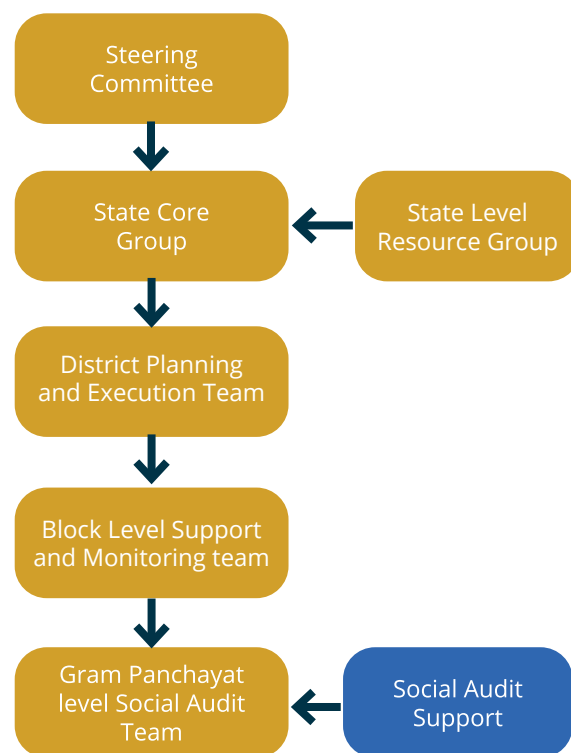 Steering
Committee
State Core
Group
State Level
Resource Group
District Planning
and Execution Team
Block Level Support
and Monitoring team
Gram Panchayat
level Social Audit
Team
Social Audit
Support